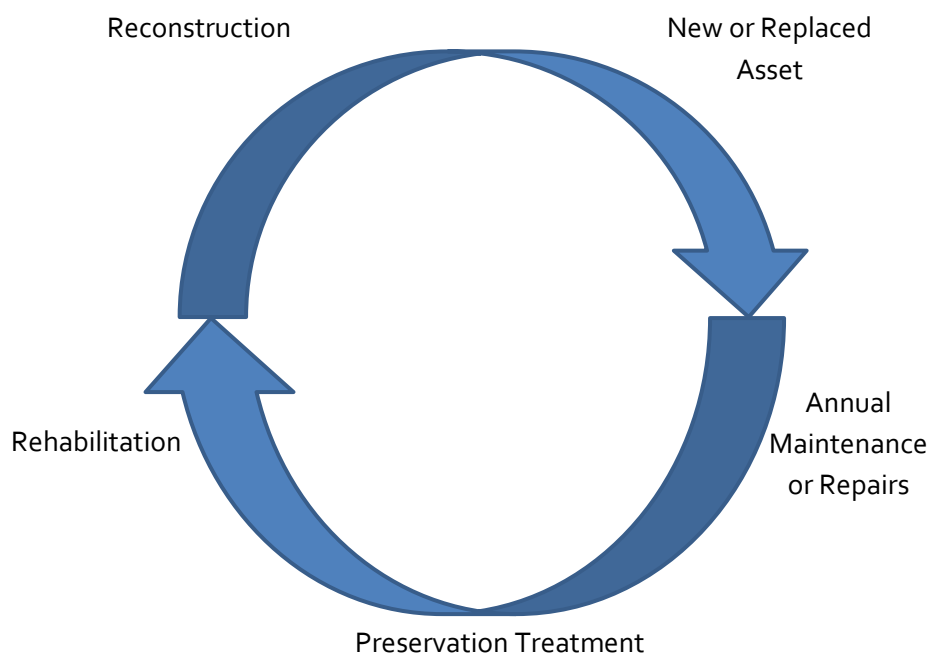 Reconstruction
New or Replaced
Asset
Annual
Maintenance
or Repairs
Rehabilitation
Preservation Treatment